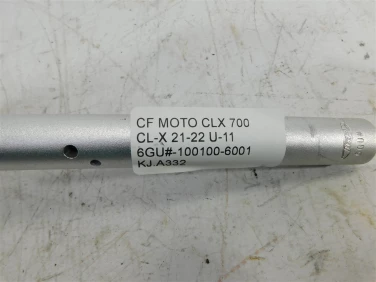 CF MOTO CLX 700
CL-X 21-22 U-11
6GU#-100100-6001
KJ.A332